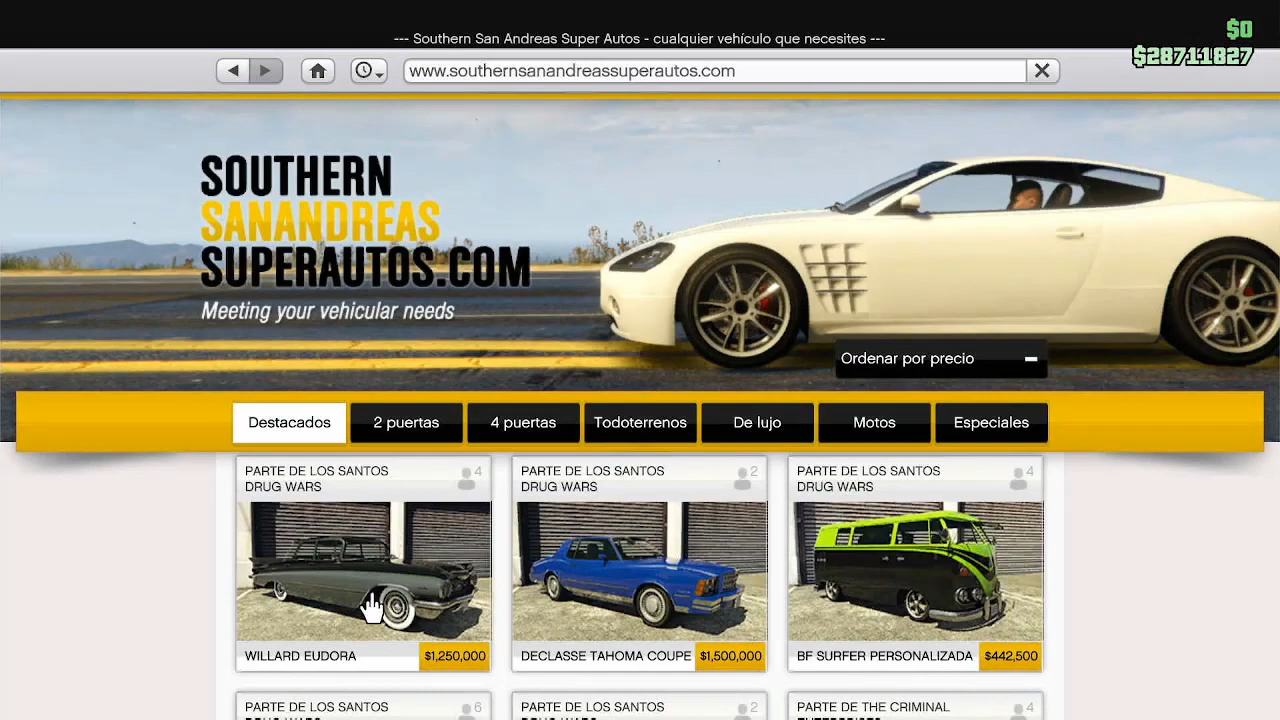 --- Southern San Andreas Super Autos - cualquier vehículo que necesites ---
$0
$28711827
www.southernsanandreassuperautos.com
SOUTHERN
SANANDREAS
SUPERAUTOS.COM
Meeting your vehicular needs
Ordenar por precio
Destacados
2 puertas
4 puertas
Todoterrenos
De lujo
Motos
Especiales
PARTE DE LOS SANTOS
DRUG WARS
4
WILLARD EUDORA
$1,250,000
PARTE DE LOS SANTOS
DRUG WARS
2
DECLASSE TAHOMA COUPE
$1,500,000
PARTE DE LOS SANTOS
DRUG WARS
4
BF SURFER PERSONALIZADA
$442,500
PARTE DE LOS SANTOS
6
PARTE DE LOS SANTOS
2
PARTE DE THE CRIMINAL
4